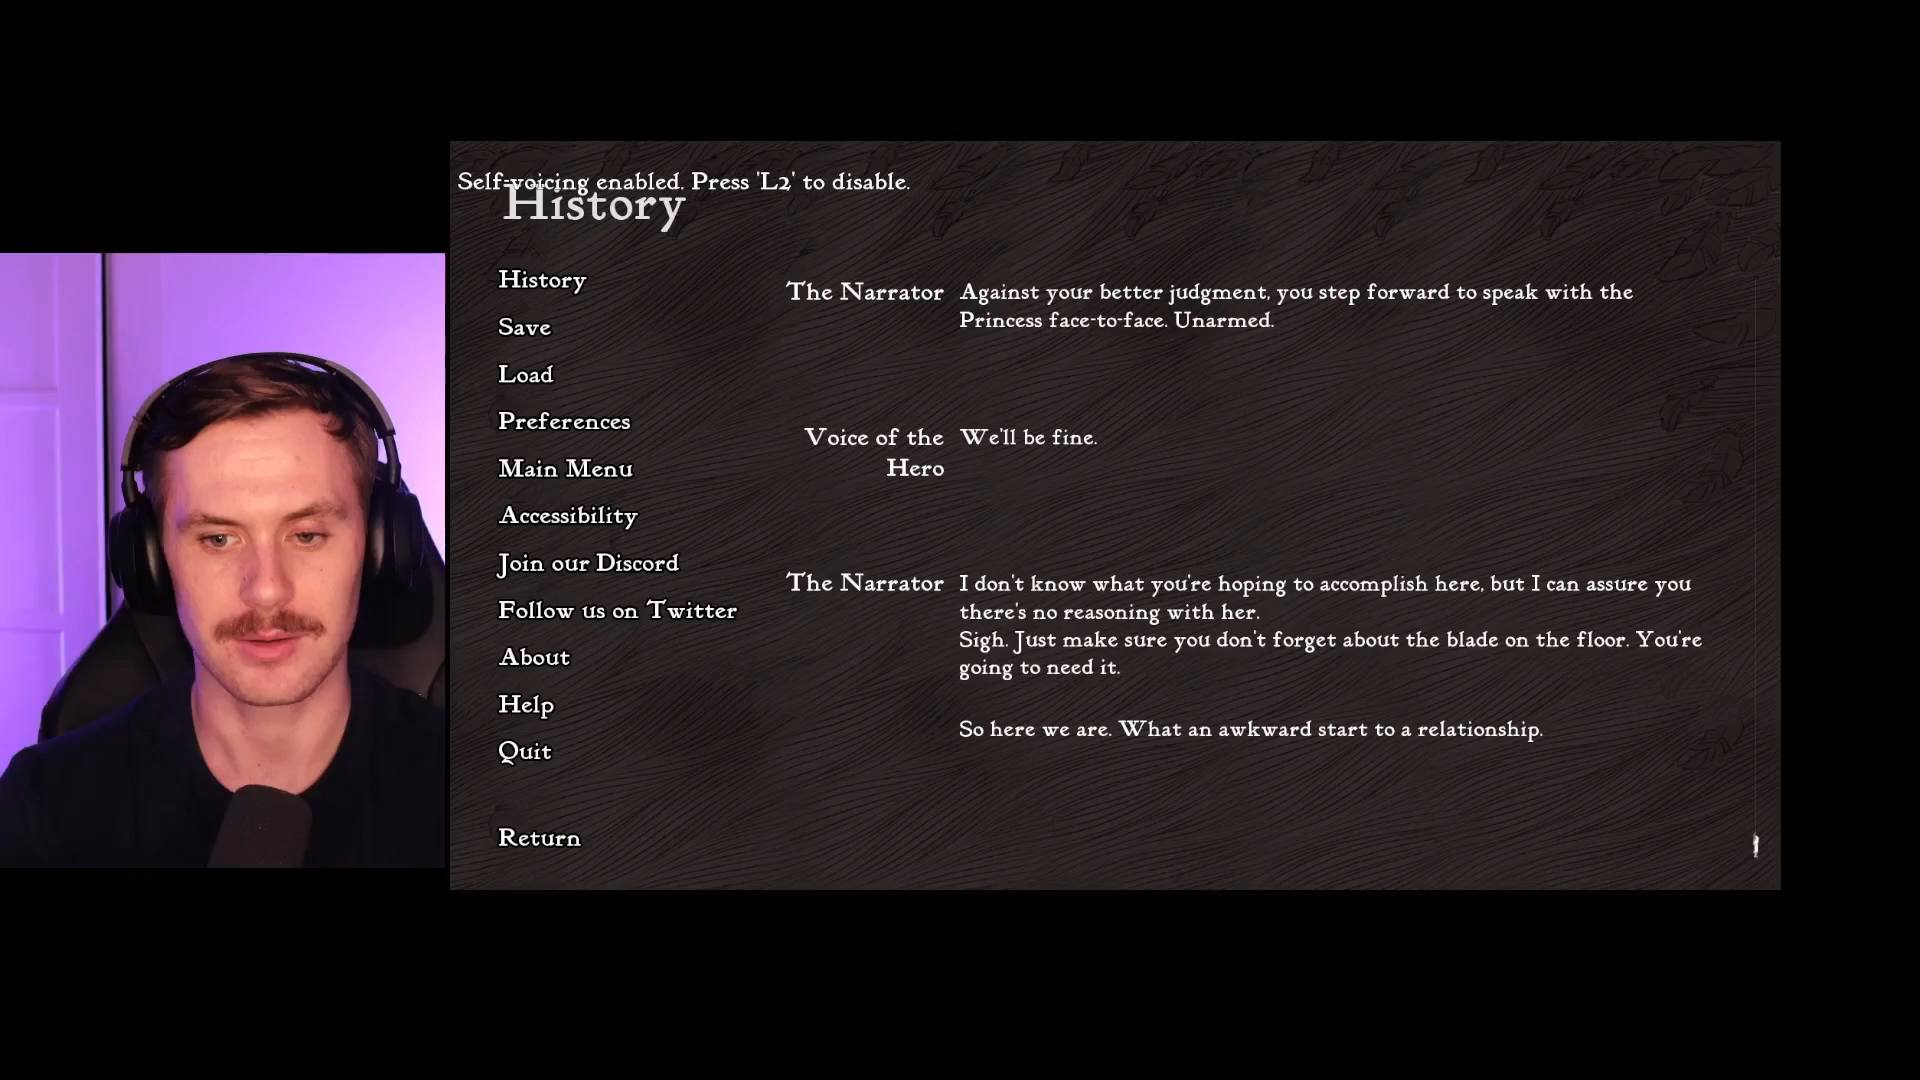 Self-voicing enabled. Press 'L2' to disable.
History
History
Save
Load
Preferences
Main Menu
Accessibility
Join our Discord
Follow us on Twitter
About
Help
Quit
Return
The Narrator
Against your better judgment, you step forward to speak with the
Princess face-to-face. Unarmed.
Voice of the
Hero
We'll be fine.
The Narrator
I don't know what you're hoping to accomplish here, but I can assure you
there's no reasoning with her.
Sigh. Just make sure you don't forget about the blade on the floor. You're
going to need it.
So here we are. What an awkward start to a relationship.